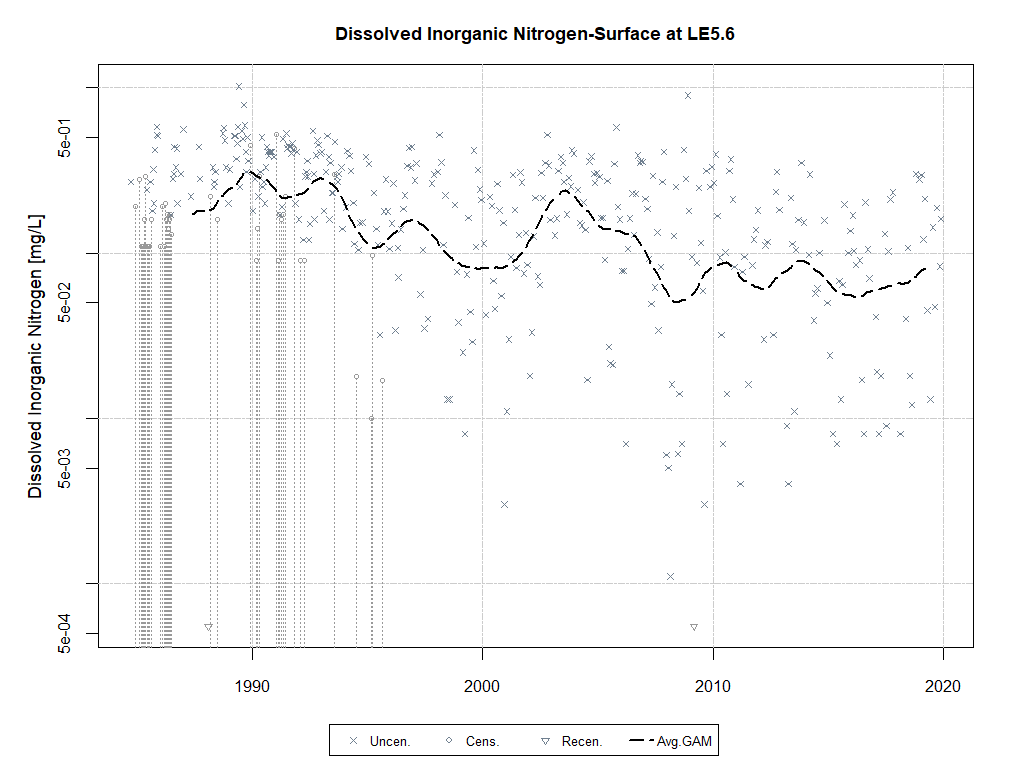 Dissolved Inorganic Nitrogen-Surface at LE5.6
Dissolved Inorganic Nitrogen [mg/L]
5e-01
5e-02
5e-03
5e-04
1990 2000 2010 2020
Uncen. Cens. Recen. Avg.GAM